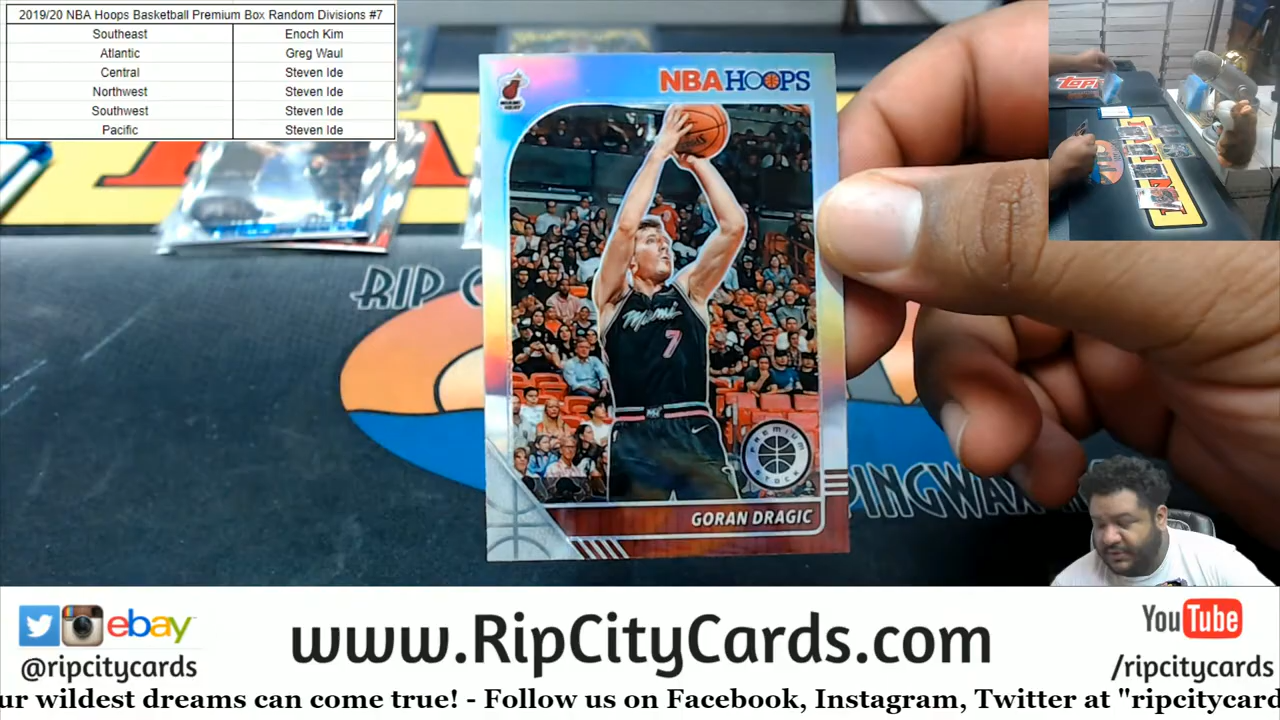 2019/20 NBA Hoops Basketball Premium Box Random Divisions #7
Southeast Enoch Kim
Atlantic Greg Waul
Central Steven Ide
Northwest Steven Ide
Southwest Steven Ide
Pacific Steven Ide
NBA HOOPS
Miami
7
PREMIUM
STOCK
GORAN DRAGIC
RIP
PINGWAX
ebay
@ripcitycards
www.RipCityCards.com
YouTube
/ripcitycards
ur wildest dreams can come true! - Follow us on Facebook, Instagram, Twitter at "ripcitycard